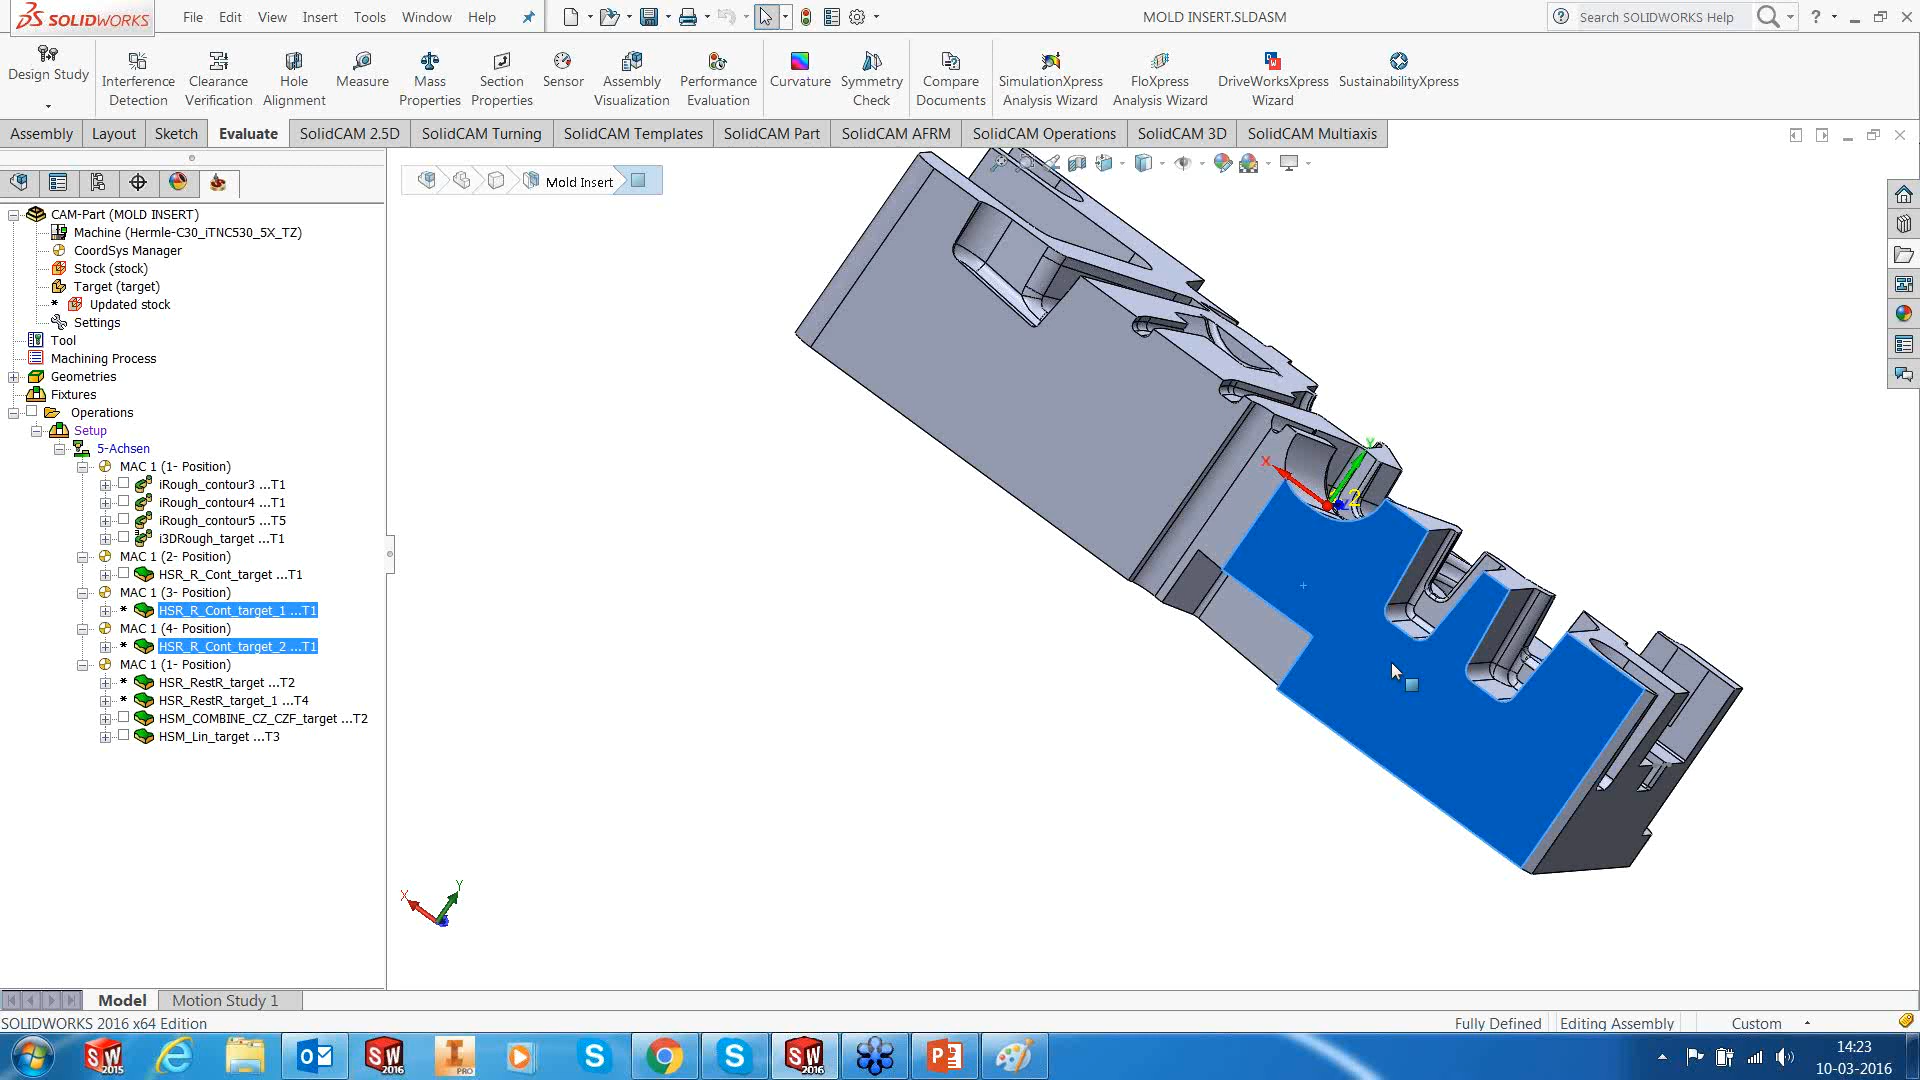 SOLIDWORKS File Edit View Insert Tools Window Help MOLD INSERT.SLDASM Search SOLIDWORKS Help
Design Study Interference Detection Clearance Verification Hole Alignment Measure Mass Properties Section Properties Sensor Assembly Visualization Performance Evaluation Curvature Symmetry Check Compare Documents SimulationXpress Analysis Wizard FloXpress Analysis Wizard DriveWorksXpress Wizard SustainabilityXpress
Assembly Layout Sketch Evaluate SolidCAM 2.5D SolidCAM Turning SolidCAM Templates SolidCAM Part SolidCAM AFRM SolidCAM Operations SolidCAM 3D SolidCAM Multiaxis
Mold Insert
CAM-Part (MOLD INSERT)
Machine (Hermle-C30_iTNC530_5X_TZ)
CoordSys Manager
Stock (stock)
Target (target)
* Updated stock
Settings
Tool
Machining Process
Geometries
Fixtures
Operations
Setup
5-Achsen
MAC 1 (1- Position)
iRough_contour3 ...T1
iRough_contour4 ...T1
iRough_contour5 ...T5
i3DRough_target ...T1
MAC 1 (2- Position)
HSR_R_Cont_target ...T1
MAC 1 (3- Position)
* HSR_R_Cont_target_1 ...T1
MAC 1 (4- Position)
* HSR_R_Cont_target_2 ...T1
MAC 1 (1- Position)
* HSR_RestR_target ...T2
* HSR_RestR_target_1 ...T4
HSM_COMBINE_CZ_CZF_target ...T2
HSM_Lin_target ...T3
X Y 2
X Y
Model Motion Study 1
SOLIDWORKS 2016 x64 Edition Fully Defined Editing Assembly Custom
SW 2015 SW 2016 I PRO SW 2016
14:23
10-03-2016